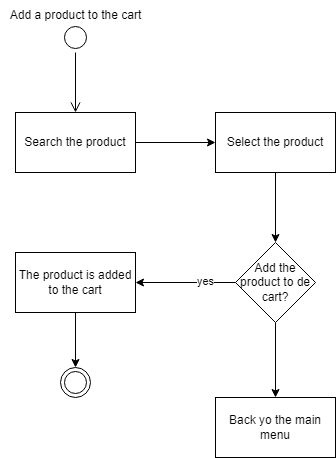 Add a product to the cart
Search the product
Select the product
Add the
product to de
cart?
yes
The product is added
to the cart
Back yo the main
menu